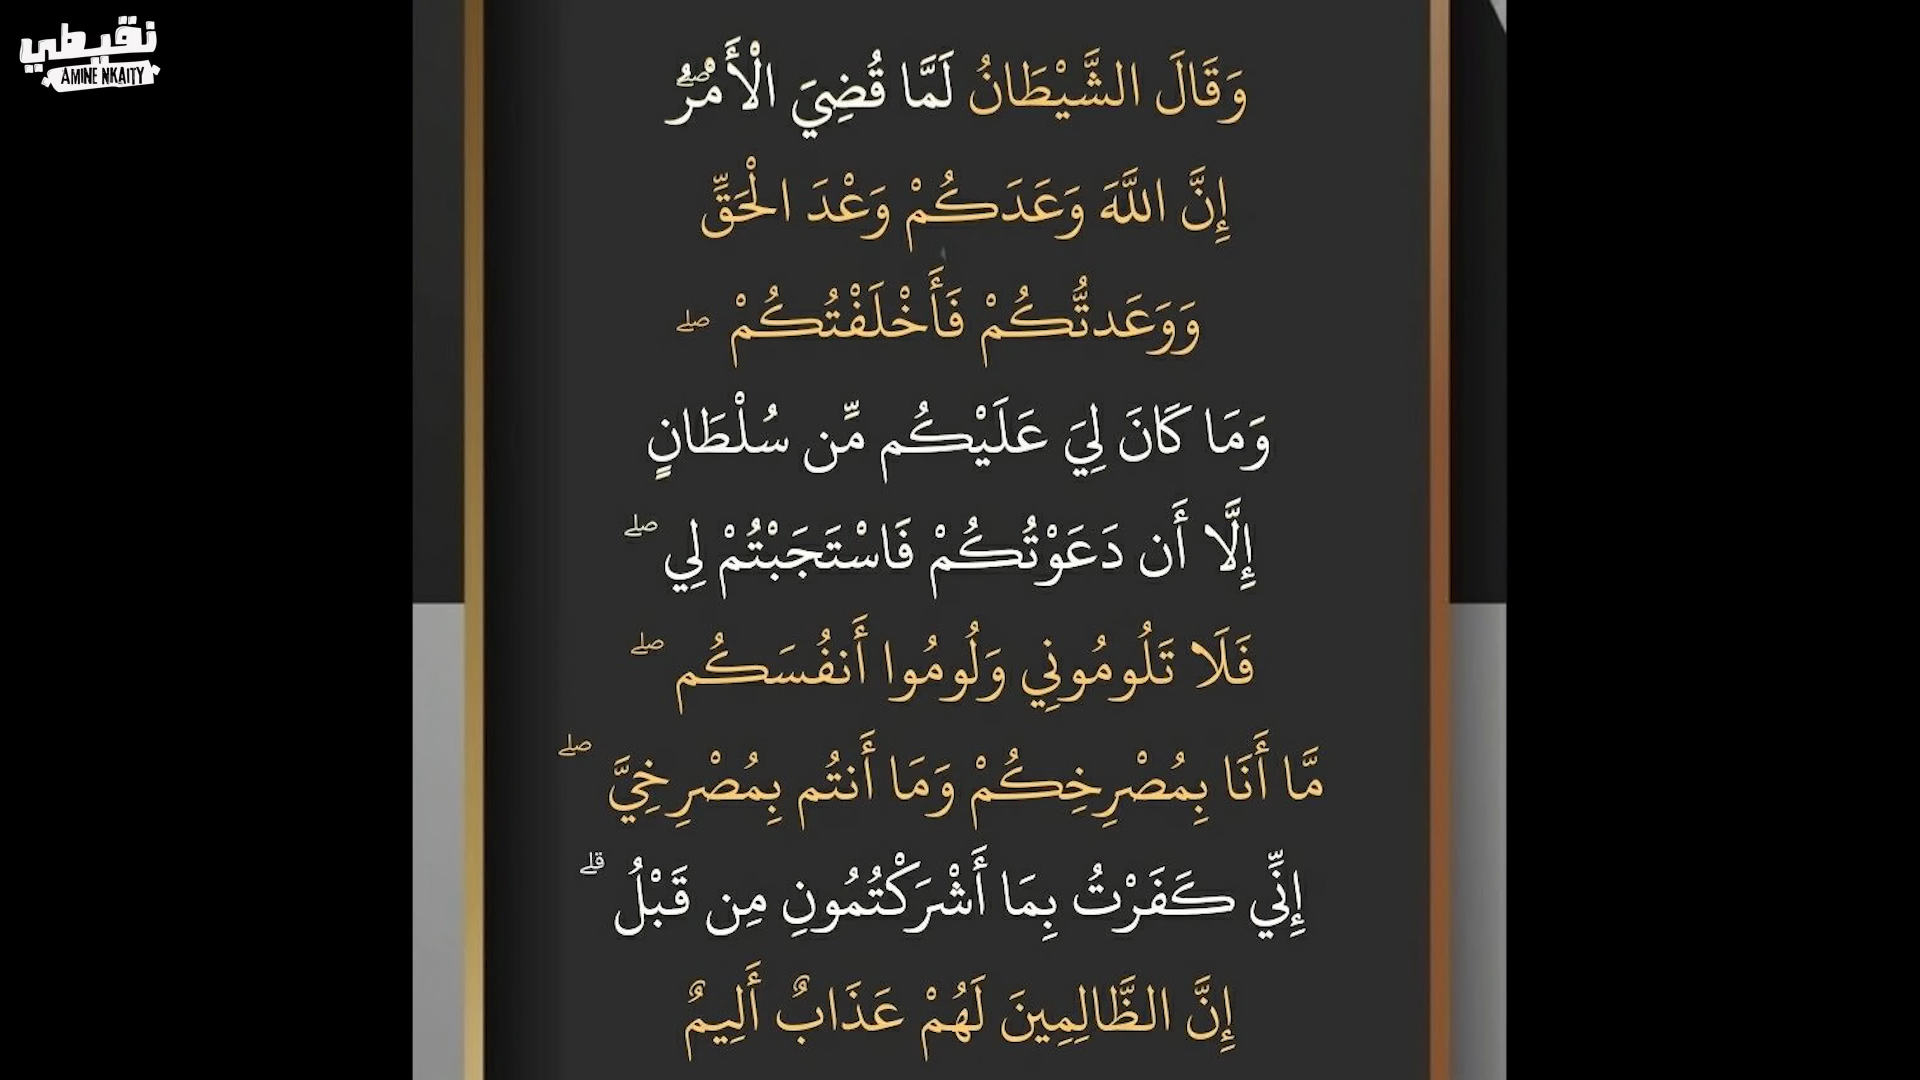 نقيطي
AMINE NKAITY
وَقَالَ الشَّيْطَانُ لَمَّا قُضِيَ الْأَمْرُ ۖ
إِنَّ اللَّهَ وَعَدَكُمْ وَعْدَ الْحَقِّ
وَوَعَدتُّكُمْ فَأَخْلَفْتُكُمْ ۖ
وَمَا كَانَ لِيَ عَلَيْكُم مِّن سُلْطَانٍ
إِلَّا أَن دَعَوْتُكُمْ فَاسْتَجَبْتُمْ لِي ۖ
فَلَا تَلُومُونِي وَلُومُوا أَنفُسَكُم ۖ
مَّا أَنَا بِمُصْرِخِكُمْ وَمَا أَنتُم بِمُصْرِخِيَّ ۖ
إِنِّي كَفَرْتُ بِمَا أَشْرَكْتُمُونِ مِن قَبْلُ ۗ
إِنَّ الظَّالِمِينَ لَهُمْ عَذَابٌ أَلِيمٌ